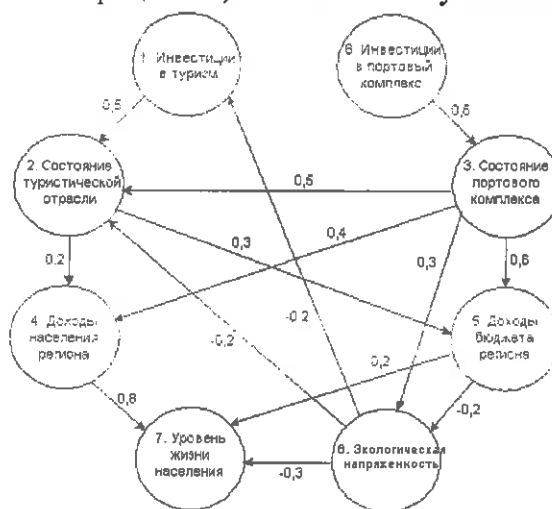 1. Инвестиции
в туризм
6. Инвестиции
в портовый
комплекс
0,5
0,6
2. Состояние
туристической
отрасли
3. Состояние
портового
комплекса
0,5
0,3
0,4
0.2
0,3
0,6
4. Доходы
населения
региона
-0,2
-0.2
5. Доходы
бюджета
региона
0,2
0,8
-0,2
7. Уровень
жизни
населения
6. Экологическая
напряженность
-0,3